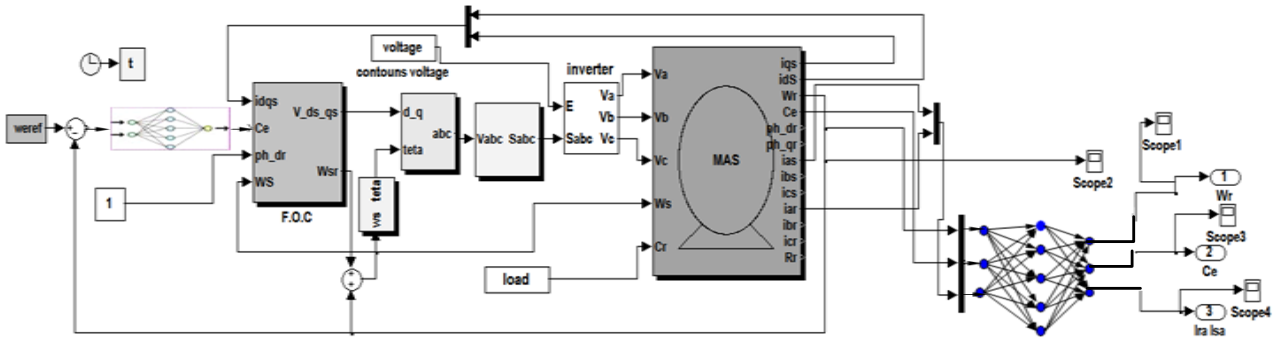 t
voltage
contouns voltage
inverter
weref
idqs
Ce
ph_dr
WS
V_ds_qs
Wsr
F.O.C
1
d_q
teta
abc
ws teta
Vabc Sabc
E
Sabc
Va
Vb
Vc
Va
Vb
Vc
Ws
Cr
MAS
iqs
idS
Wr
Ce
ph_dr
ph_qr
ias
ibs
ics
iar
ibr
icr
Rr
load
Scope2
Scope1
1
Wr
Scope3
2
Ce
Scope4
3
Ira Isa